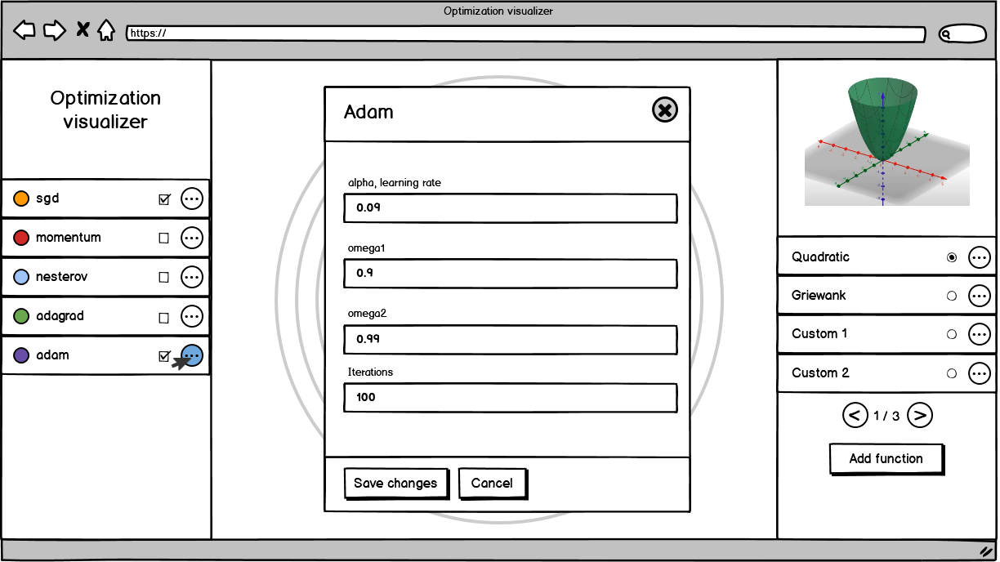 Optimization visualizer
https://
Optimization
visualizer
sgd
momentum
nesterov
adagrad
adam
Adam
alpha, learning rate
0.09
omega1
0.9
omega2
0.99
Iterations
100
Save changes
Cancel
Quadratic
Griewank
Custom 1
Custom 2
< 1 / 3 >
Add function